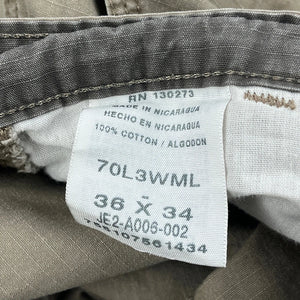 RN 130273
MADE IN NICARAGUA
HECHO EN NICARAGUA
100% COTTON / ALGODON
70L3WML
36 X 34
JE2-A006-002